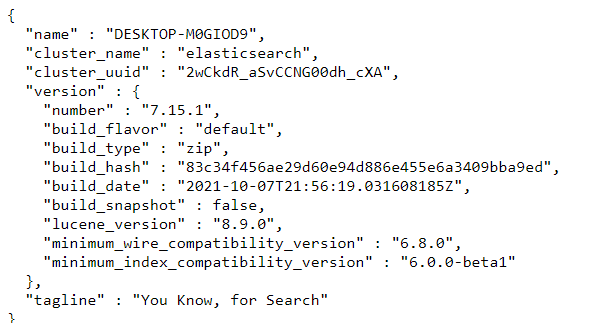 {
"name" : "DESKTOP-M0GIOD9",
"cluster_name" : "elasticsearch",
"cluster_uuid" : "2wCkdR_aSvCCNG00dh_cXA",
"version" : {
"number" : "7.15.1",
"build_flavor" : "default",
"build_type" : "zip",
"build_hash" : "83c34f456ae29d60e94d886e455e6a3409bba9ed",
"build_date" : "2021-10-07T21:56:19.031608185Z",
"build_snapshot" : false,
"lucene_version" : "8.9.0",
"minimum_wire_compatibility_version" : "6.8.0",
"minimum_index_compatibility_version" : "6.0.0-beta1"
},
"tagline" : "You Know, for Search"
}